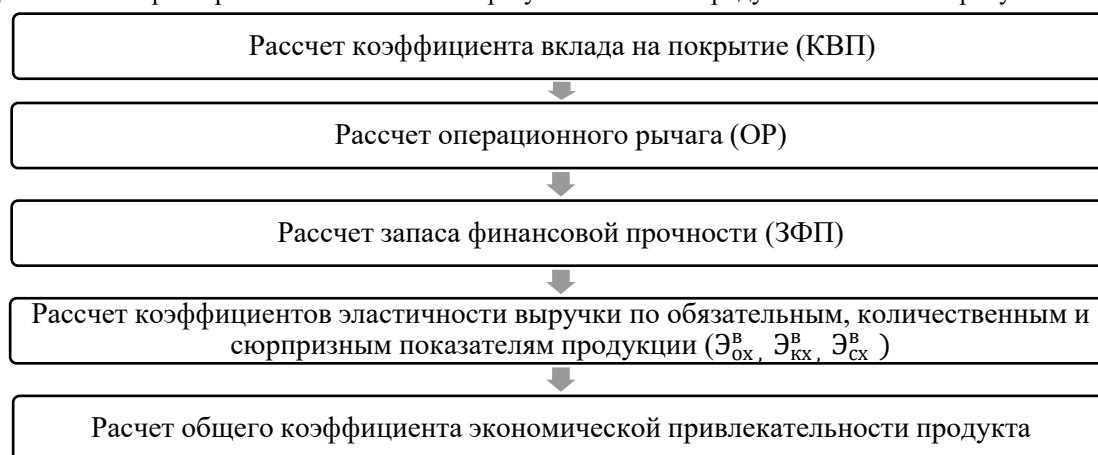 Рассчет коэффициента вклада на покрытие (КВП)
Рассчет операционного рычага (ОР)
Рассчет запаса финансовой прочности (ЗФП)
Рассчет коэффициентов эластичности выручки по обязательным, количественным и
сюрпризным показателям продукции (Э^в_ох, Э^в_кх, Э^в_сх )
Расчет общего коэффициента экономической привлекательности продукта